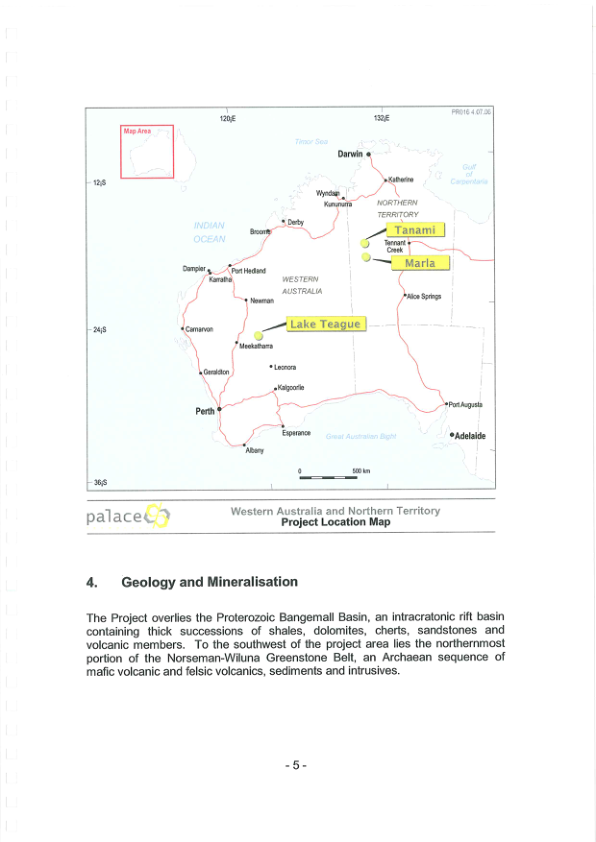 PR016 4.07.06
120¡E
132¡E
Map Area
Timor Sea
Darwin
Gulf
of
Carpentaria
Katherine
12¡S
Wyndham
Kununurra
NORTHERN
TERRITORY
Derby
INDIAN
OCEAN
Broome
Tanami
Tennant
Creek
Marla
Dampier
Port Hedland
Karratha
WESTERN
AUSTRALIA
Newman
Alice Springs
24¡S
Carnarvon
Lake Teague
Meekatharra
Leonora
Geraldton
Kalgoorlie
Perth
Port Augusta
Esperance
Great Australian Bight
Adelaide
Albany
0 500 km
36¡S
palace
Western Australia and Northern Territory
Project Location Map
4. Geology and Mineralisation
The Project overlies the Proterozoic Bangemall Basin, an intracratonic rift basin
containing thick successions of shales, dolomites, cherts, sandstones and
volcanic members. To the southwest of the project area lies the northernmost
portion of the Norseman-Wiluna Greenstone Belt, an Archaean sequence of
mafic volcanic and felsic volcanics, sediments and intrusives.
- 5 -